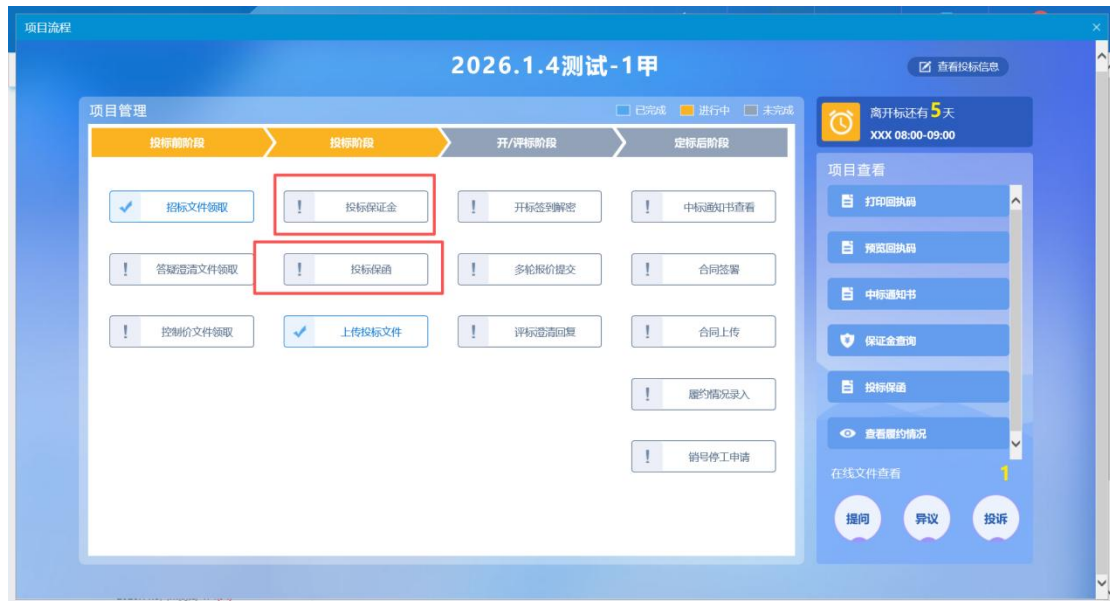 项目流程
2026.1.4测试-1甲
查看投标信息
项目管理
已完成 进行中 未完成
投标前阶段 投标阶段 开/评标阶段 定标后阶段
招标文件领取 投标保证金 开标签到解密 中标通知书查看
答疑澄清文件领取 投标保函 多轮报价提交 合同签署
控制价文件领取 上传投标文件 评标澄清回复 合同上传
履约情况录入
销号停工申请
离开标还有5天
XXX 08:00-09:00
项目查看
打印回执码
预览回执码
中标通知书
保证金查询
投标保函
查看履约情况
在线文件查看 1
提问 异议 投诉